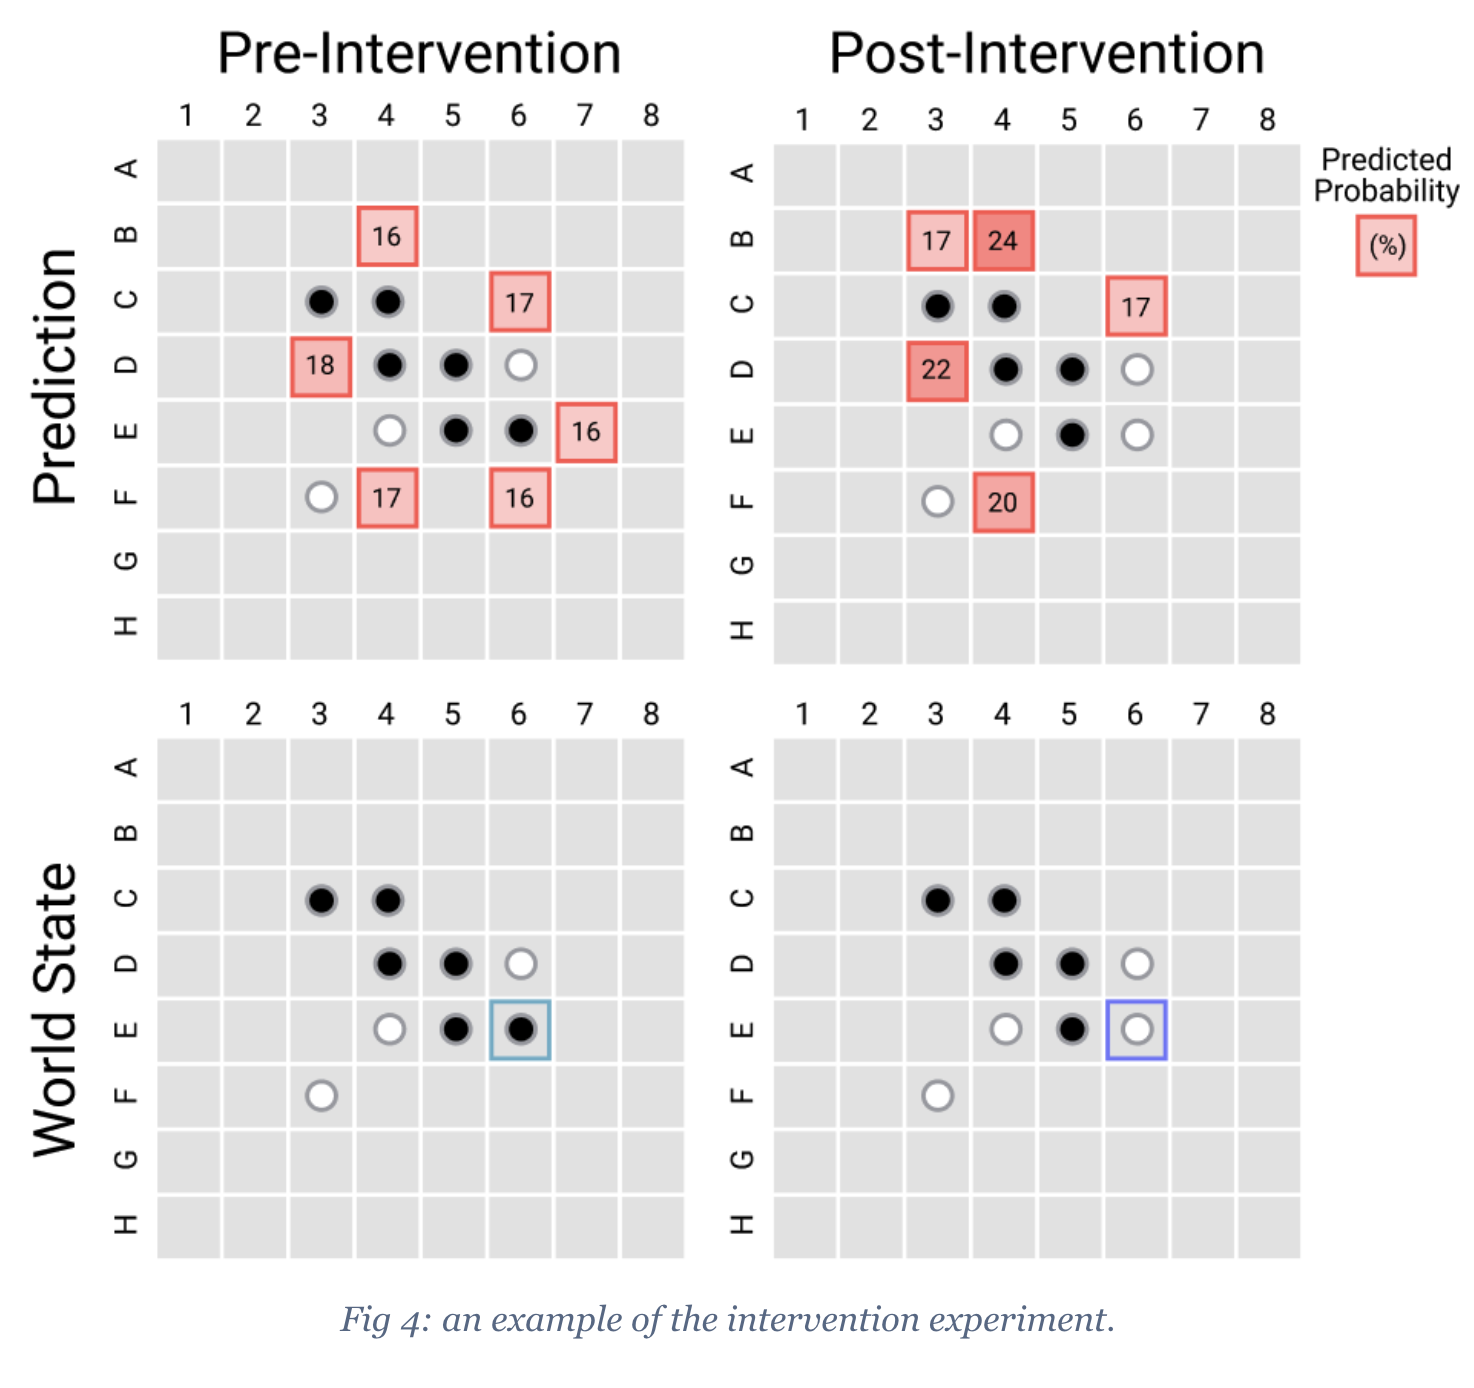 Pre-Intervention
Post-Intervention
Prediction
1 2 3 4 5 6 7 8
A
B 16
C 17
D 18
E 16
F 17 16
G
H
1 2 3 4 5 6 7 8
A
B 17 24
C 17
D 22
E
F 20
G
H
Predicted
Probability
(%)
World State
1 2 3 4 5 6 7 8
A
B
C
D
E
F
G
H
1 2 3 4 5 6 7 8
A
B
C
D
E
F
G
H
Fig 4: an example of the intervention experiment.